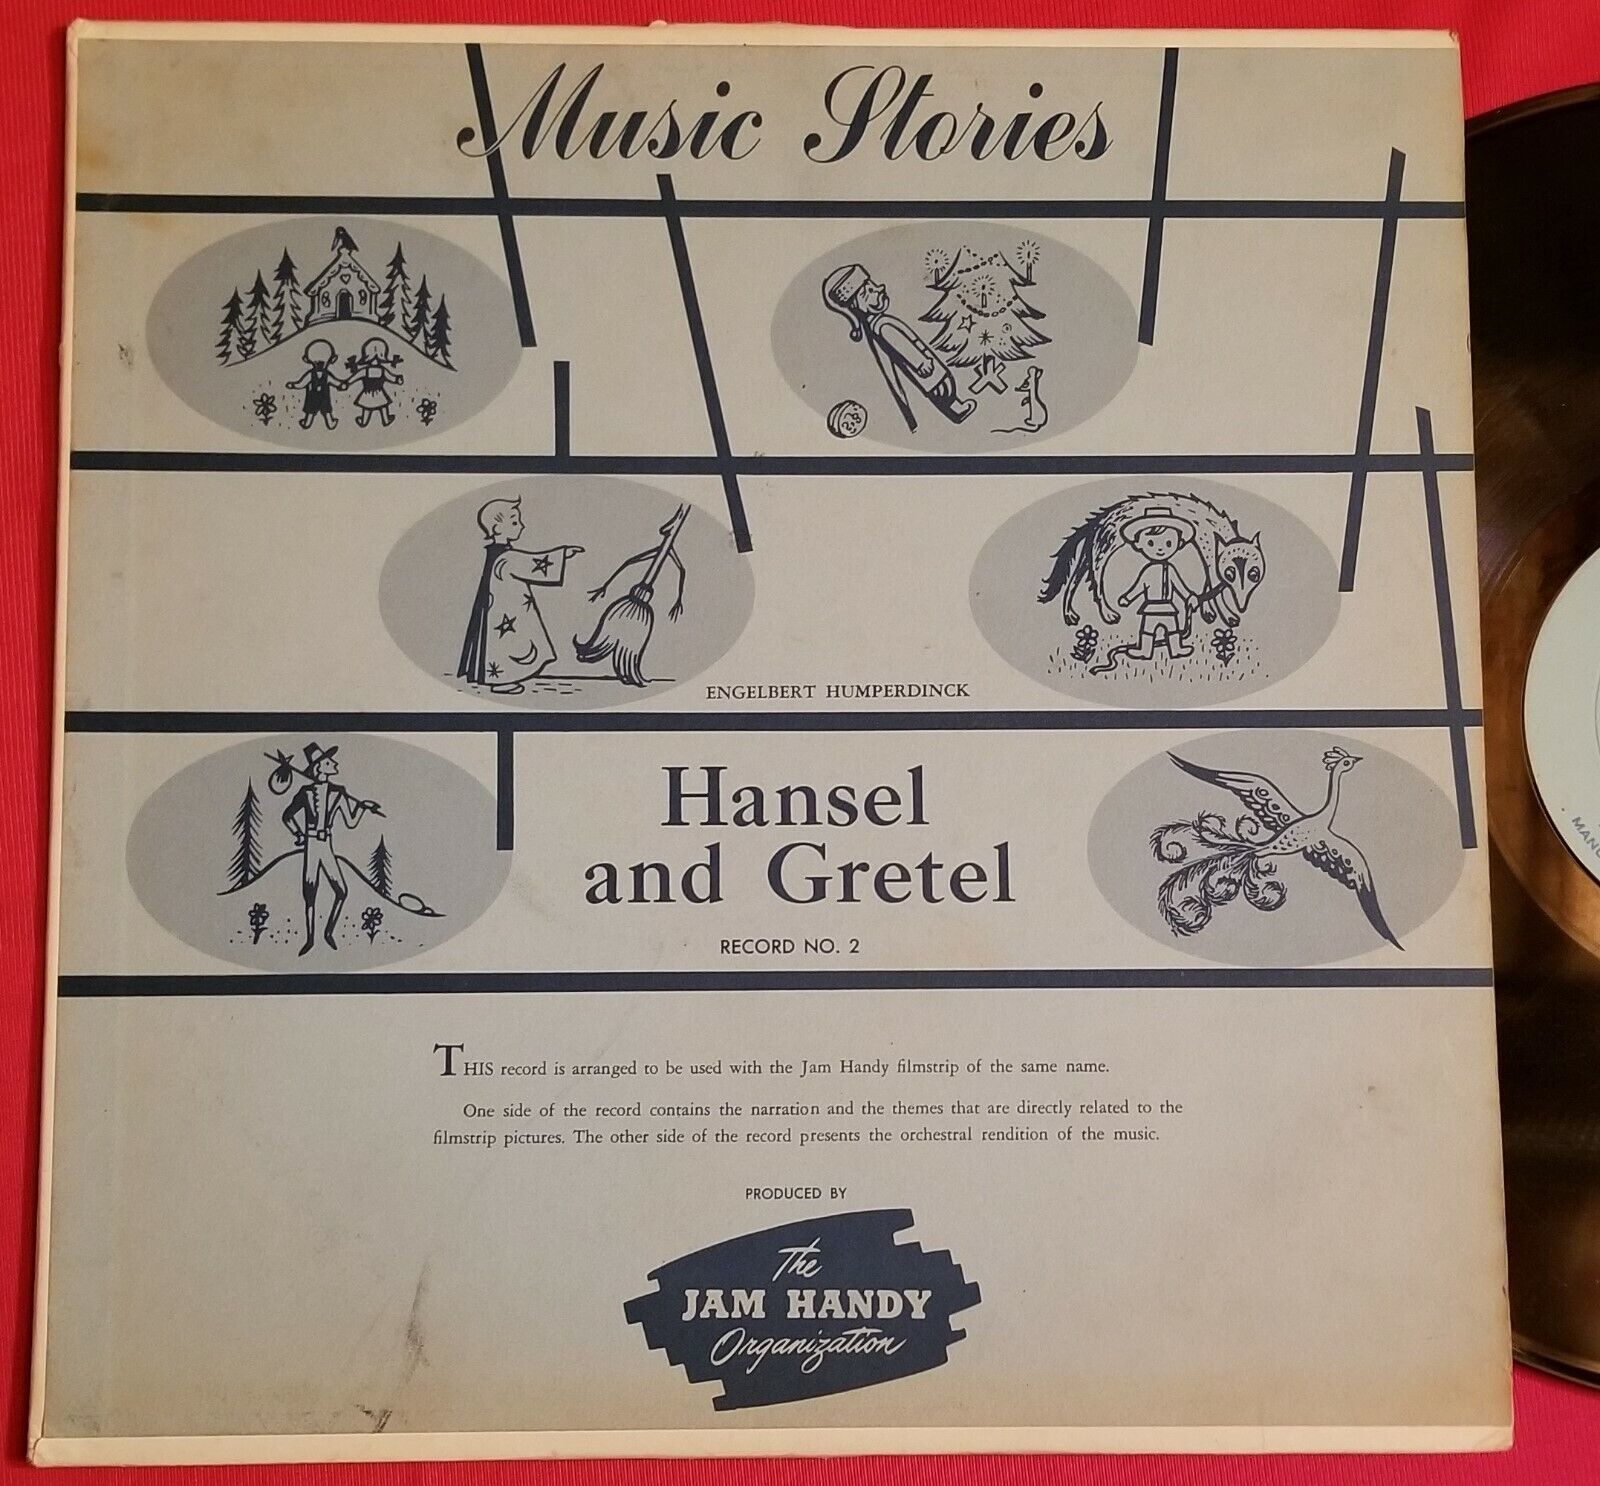 Music Stories
ENGELBERT HUMPERDINCK
Hansel
and Gretel
RECORD NO. 2
THIS record is arranged to be used with the Jam Handy filmstrip of the same name.
One side of the record contains the narration and the themes that are directly related to the
filmstrip pictures. The other side of the record presents the orchestral rendition of the music.
PRODUCED BY
The
JAM HANDY
Organization